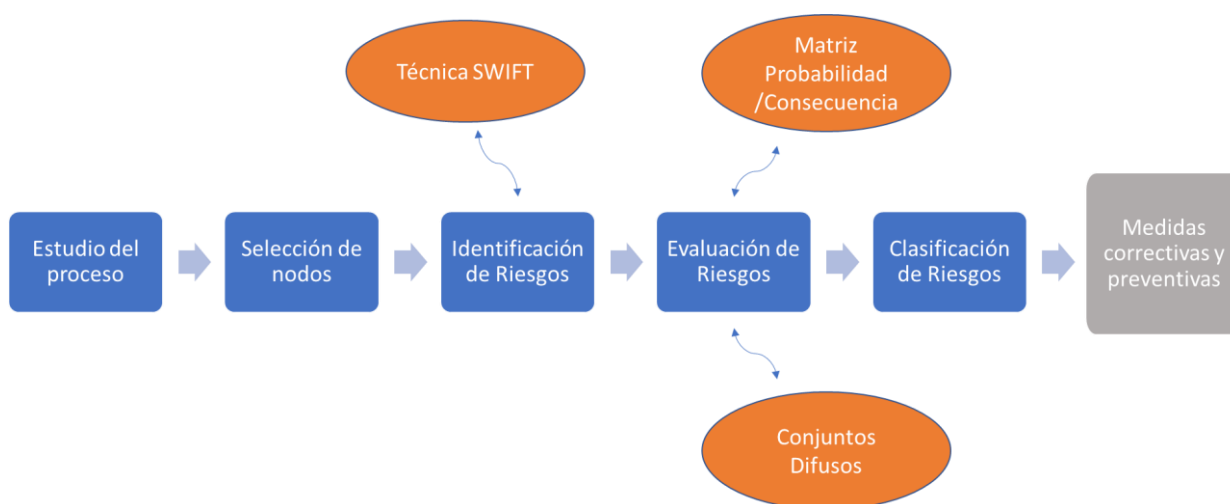 Técnica SWIFT
Matriz
Probabilidad
/Consecuencia
Estudio del
proceso
Selección de
nodos
Identificación
de Riesgos
Evaluación de
Riesgos
Clasificación
de Riesgos
Medidas
correctivas y
preventivas
Conjuntos
Difusos